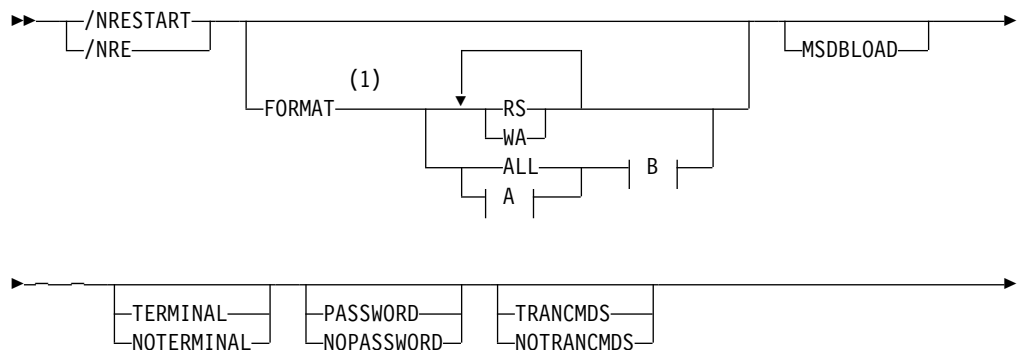 /NRESTART
/NRE
MSDBLOAD
(1)
FORMAT
RS
WA
ALL
B
A
TERMINAL
NOTERMINAL
PASSWORD
NOPASSWORD
TRANCMDS
NOTRANCMDS